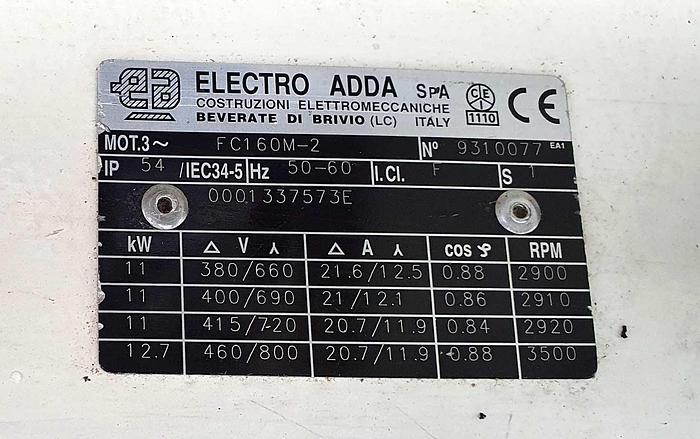 ELECTRO ADDA SPA
COSTRUZIONI ELETTROMECCANICHE
BEVERATE DI BRIVIO (LC) ITALY
CEI
1110
CE
MOT.3~ FC160M-2 N° 9310077 EA1
IP 54 /IEC34-5 Hz 50-60 I.Cl. F S 1
0001337573E
kW △ V ⅄ △ A ⅄ cos φ RPM
11 380/660 21.6/12.5 0.88 2900
11 400/690 21/12.1 0.86 2910
11 415/720 20.7/11.9 0.84 2920
12.7 460/800 20.7/11.9 0.88 3500